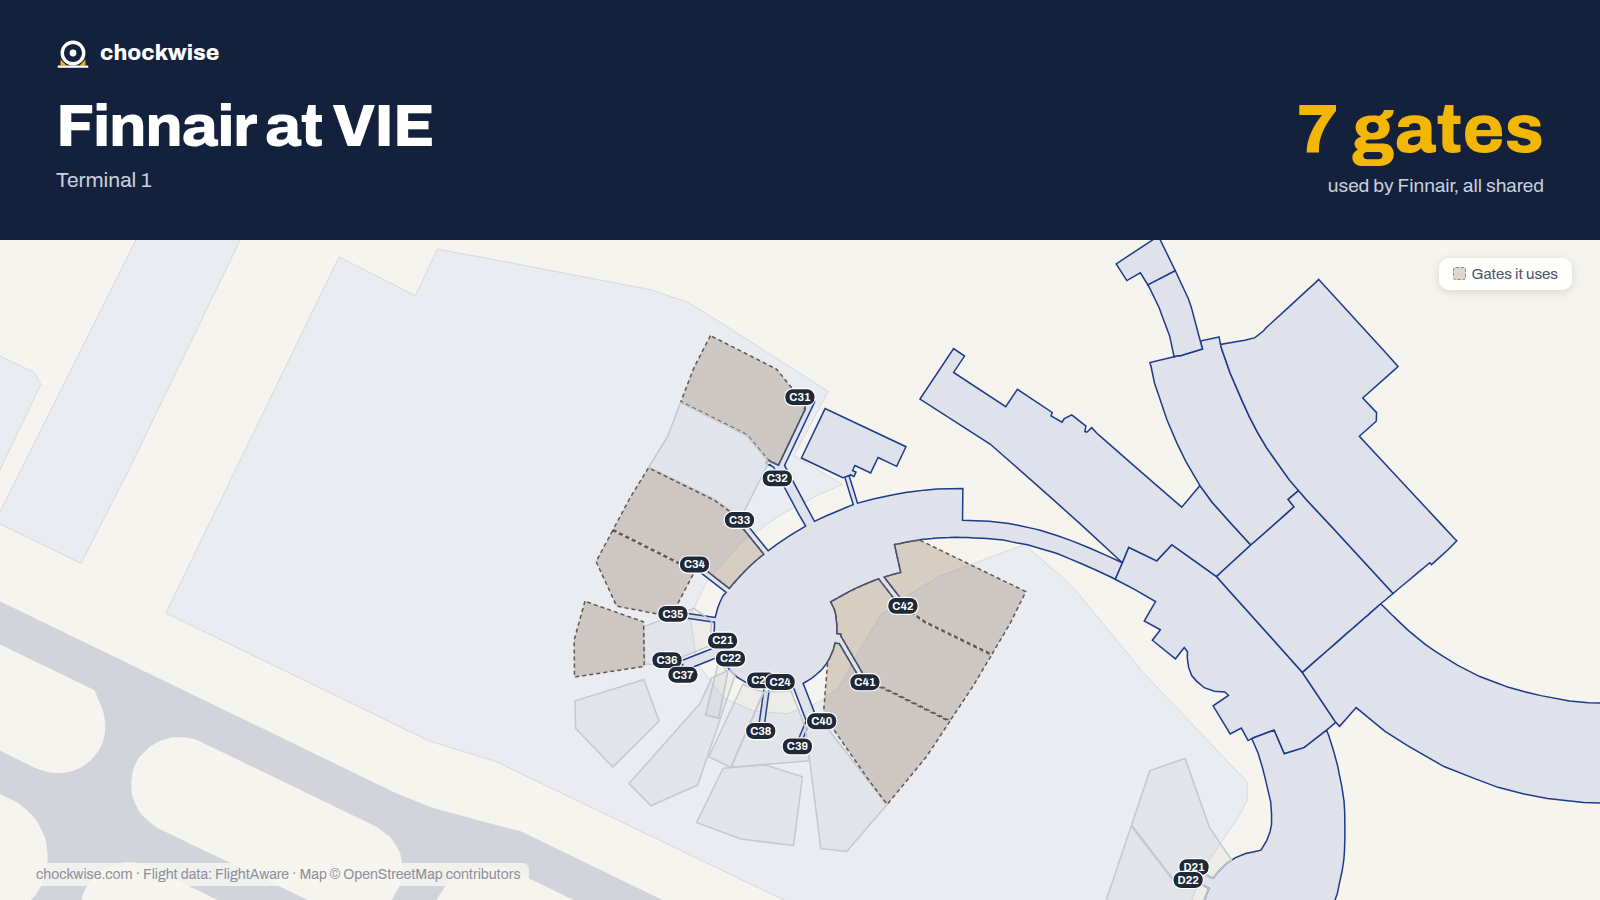 chockwise
Finnair at VIE
Terminal 1
7 gates
used by Finnair, all shared
Gates it uses
C31
C32
C33
C34
C35
C42
C21
C36
C22
C37
C24
C41
C40
C38
C39
D21
D22
chockwise.com · Flight data: FlightAware · Map © OpenStreetMap contributors